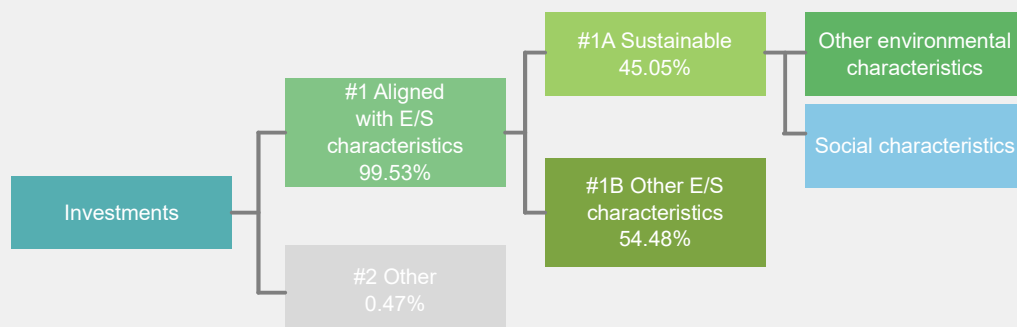 Investments
#1 Aligned
with E/S
characteristics
99.53%
#2 Other
0.47%
#1A Sustainable
45.05%
#1B Other E/S
characteristics
54.48%
Other environmental
characteristics
Social characteristics